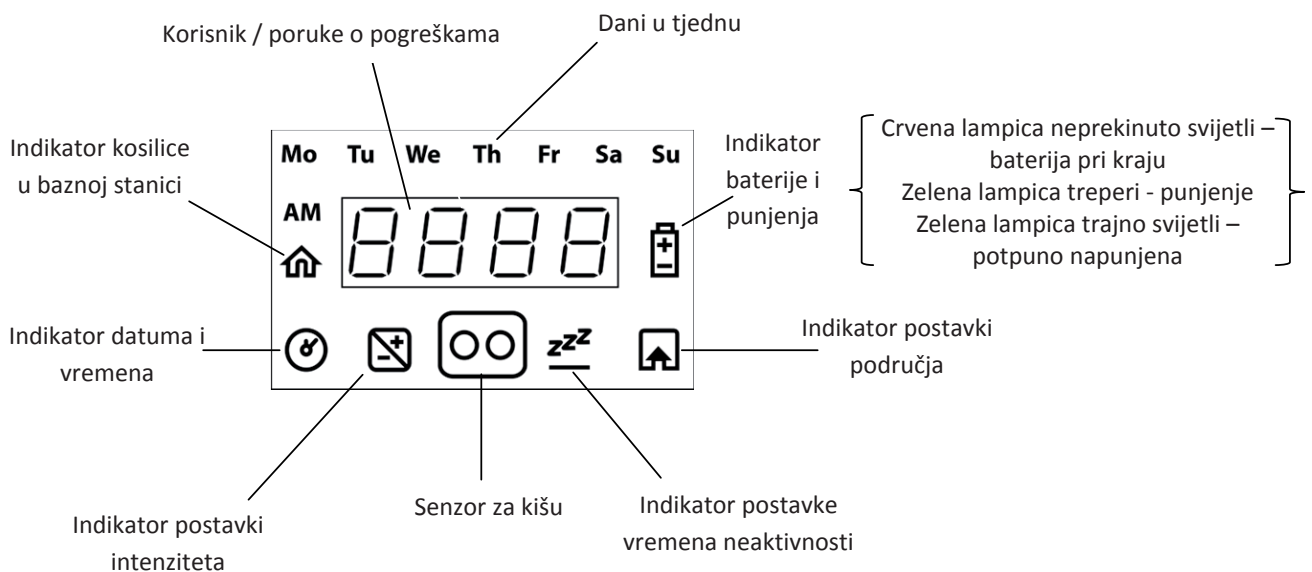 Korisnik / poruke o pogreškama
Dani u tjednu
Indikator kosilice
u baznoj stanici
Mo Tu We Th Fr Sa Su
AM
8888
Indikator
baterije i
punjenja
Crvena lampica neprekinuto svijetli –
baterija pri kraju
Zelena lampica treperi - punjenje
Zelena lampica trajno svijetli –
potpuno napunjena
Indikator datuma i
vremena
zzz
Indikator postavki
područja
Indikator postavki
intenziteta
Senzor za kišu
Indikator postavke
vremena neaktivnosti